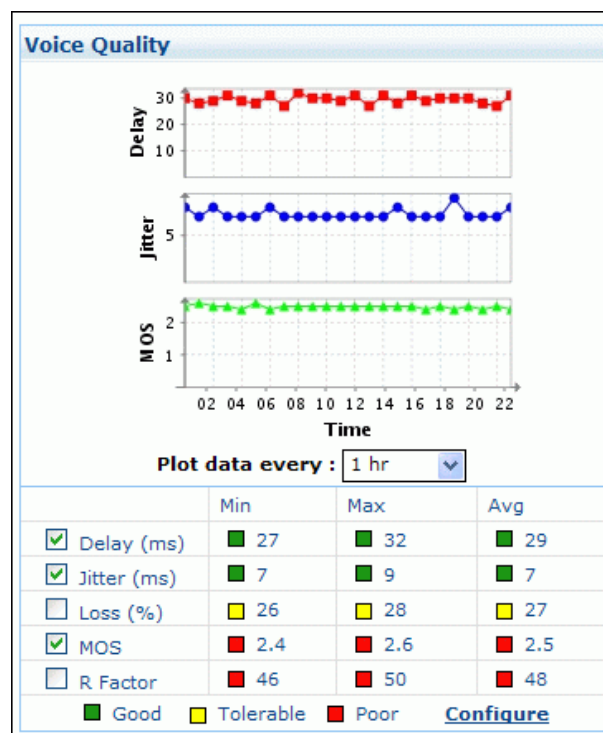 Voice Quality
30
20
10
Delay
5
Jitter
2
1
MOS
02 04 06 08 10 12 14 16 18 20 22
Time
Plot data every : 1 hr
Min Max Avg
Delay (ms) 27 32 29
Jitter (ms) 7 9 7
Loss (%) 26 28 27
MOS 2.4 2.6 2.5
R Factor 46 50 48
Good Tolerable Poor Configure